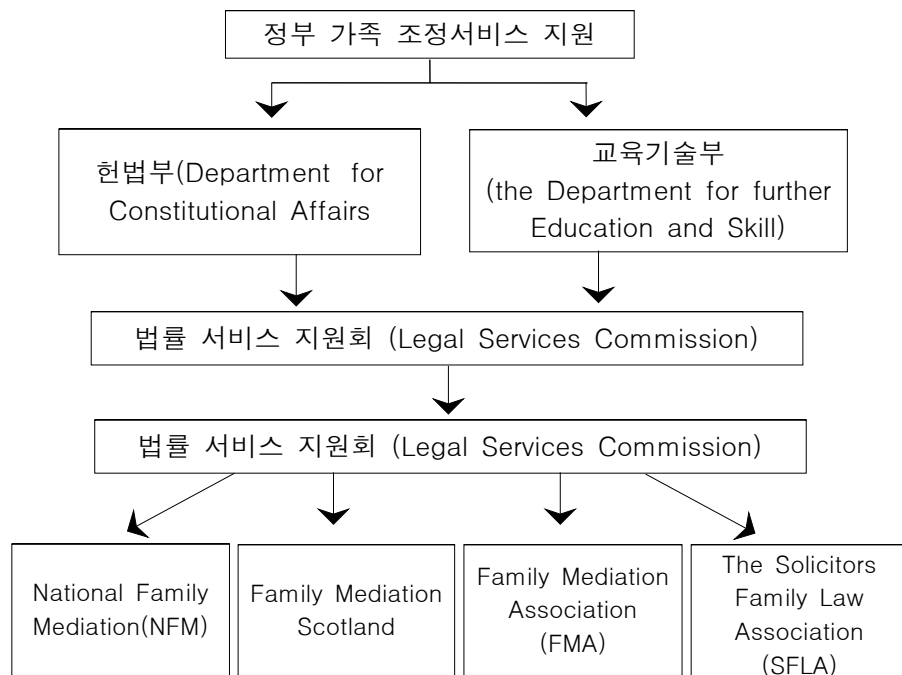 정부 가족 조정서비스 지원
헌법부(Department for
Constitutional Affairs
교육기술부
(the Department for further
Education and Skill)
법률 서비스 지원회 (Legal Services Commission)
법률 서비스 지원회 (Legal Services Commission)
National Family
Mediation(NFM)
Family Mediation
Scotland
Family Mediation
Association
(FMA)
The Solicitors
Family Law
Association
(SFLA)